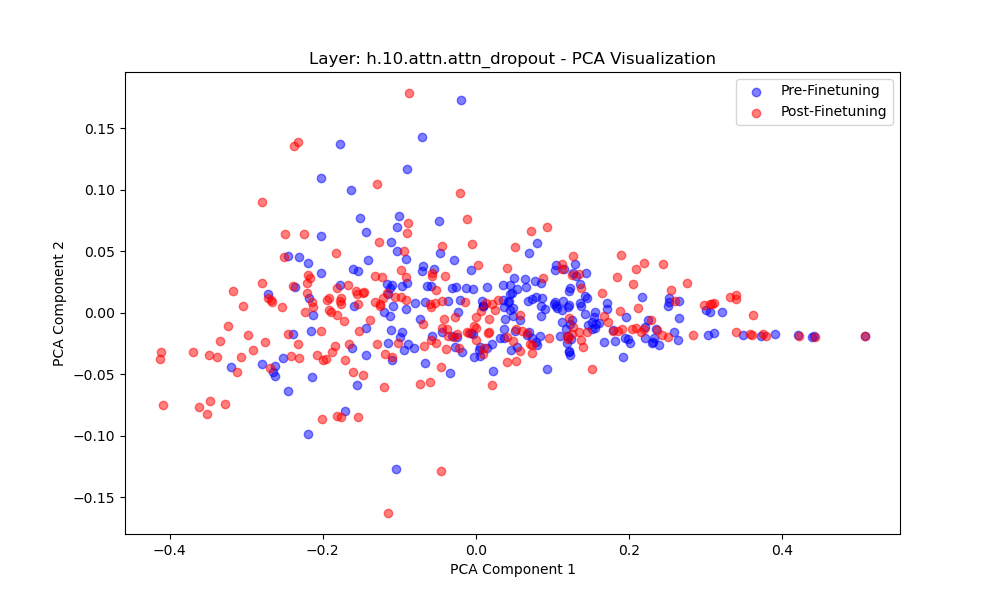 Layer: h.10.attn.attn_dropout - PCA Visualization
Pre-Finetuning
Post-Finetuning
PCA Component 2
0.15
0.10
0.05
0.00
−0.05
−0.10
−0.15
−0.4
−0.2
0.0
0.2
0.4
PCA Component 1